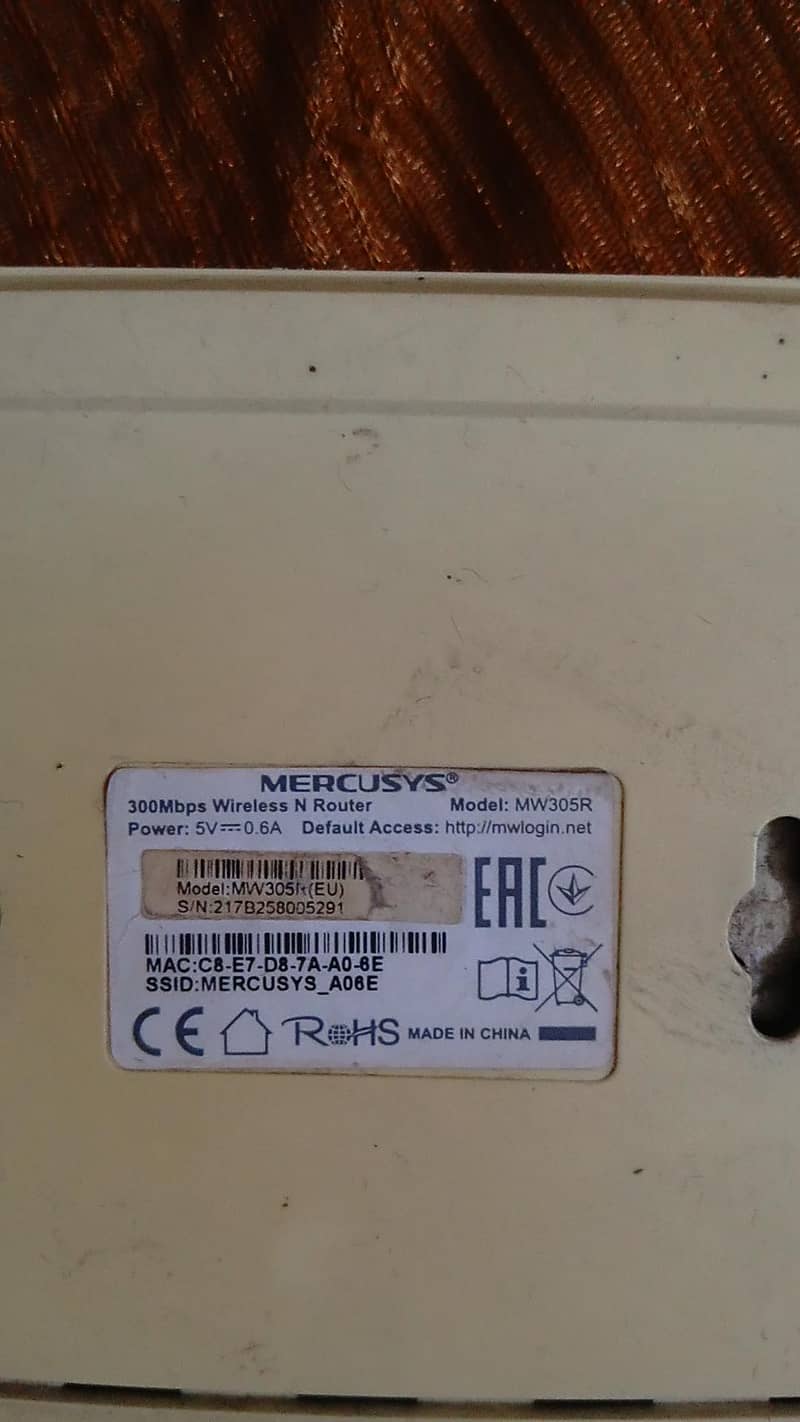 MERCUSYS®
300Mbps Wireless N Router Model: MW305R
Power: 5V⎓0.6A Default Access: http://mwlogin.net
Model:MW305R(EU)
S/N:217B258005291
EAC
MAC:C8-E7-D8-7A-A0-6E
SSID:MERCUSYS_A06E
CE RoHS MADE IN CHINA